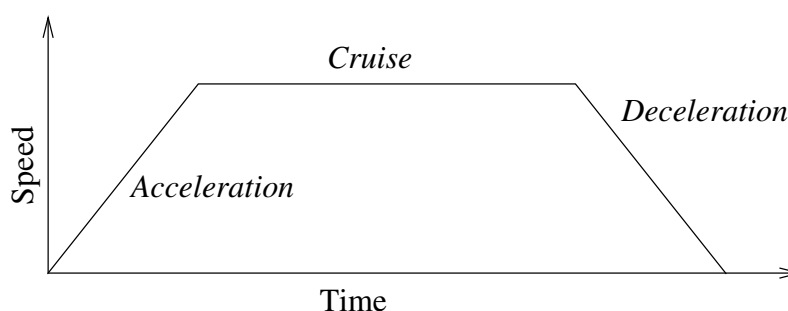 Cruise
Deceleration
Speed
Acceleration
Time